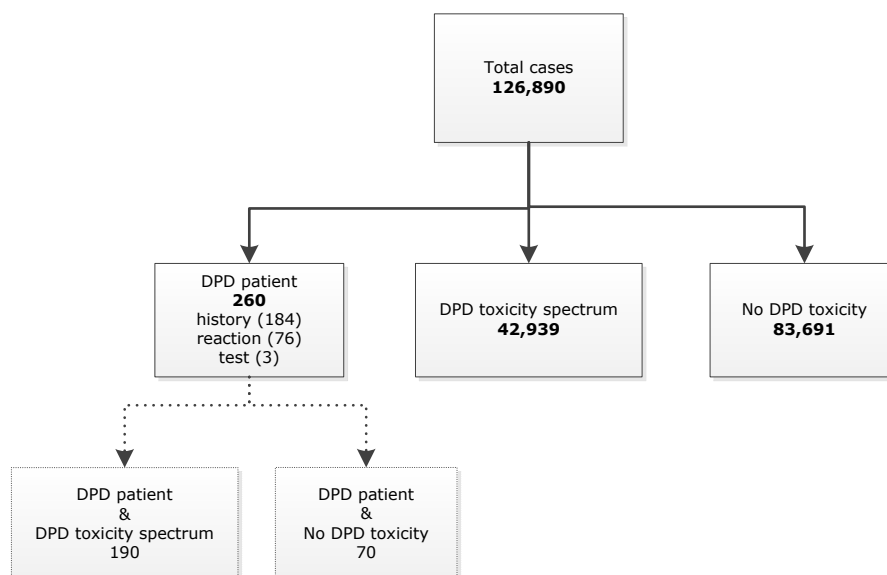 Total cases
126,890
DPD patient
260
history (184)
reaction (76)
test (3)
DPD toxicity spectrum
42,939
No DPD toxicity
83,691
DPD patient
&
DPD toxicity spectrum
190
DPD patient
&
No DPD toxicity
70